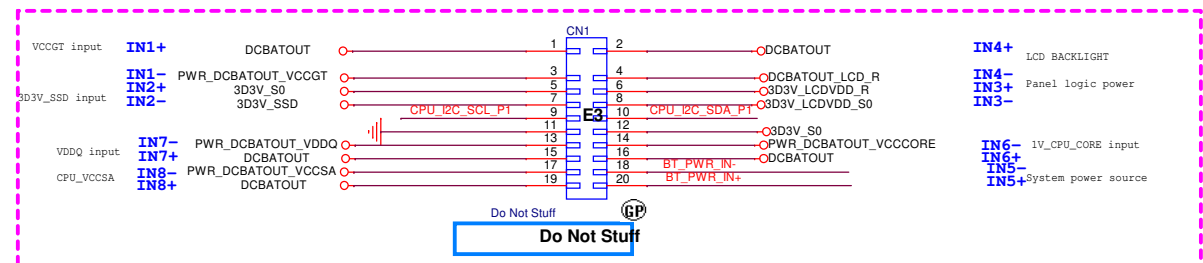 CN1
VCCGT input IN1+ DCBATOUT 1 2 DCBATOUT IN4+
LCD BACKLIGHT
IN1- PWR_DCBATOUT_VCCGT 3 4 DCBATOUT_LCD_R IN4-
IN2+ 3D3V_S0 5 6 3D3V_LCDVDD_R IN3+ Panel logic power
3D3V_SSD input IN2- 3D3V_SSD 7 8 3D3V_LCDVDD_S0 IN3-
CPU_I2C_SCL_P1 9 E3 10 CPU_I2C_SDA_P1
11 12 3D3V_S0
IN7- PWR_DCBATOUT_VDDQ 13 14 PWR_DCBATOUT_VCCCORE IN6- 1V_CPU_CORE input
VDDQ input IN7+ DCBATOUT 15 16 DCBATOUT IN6+
CPU_VCCSA IN8- PWR_DCBATOUT_VCCSA 17 18 BT_PWR_IN- IN5-
IN8+ DCBATOUT 19 20 BT_PWR_IN+ IN5+ System power source
Do Not Stuff GP
Do Not Stuff